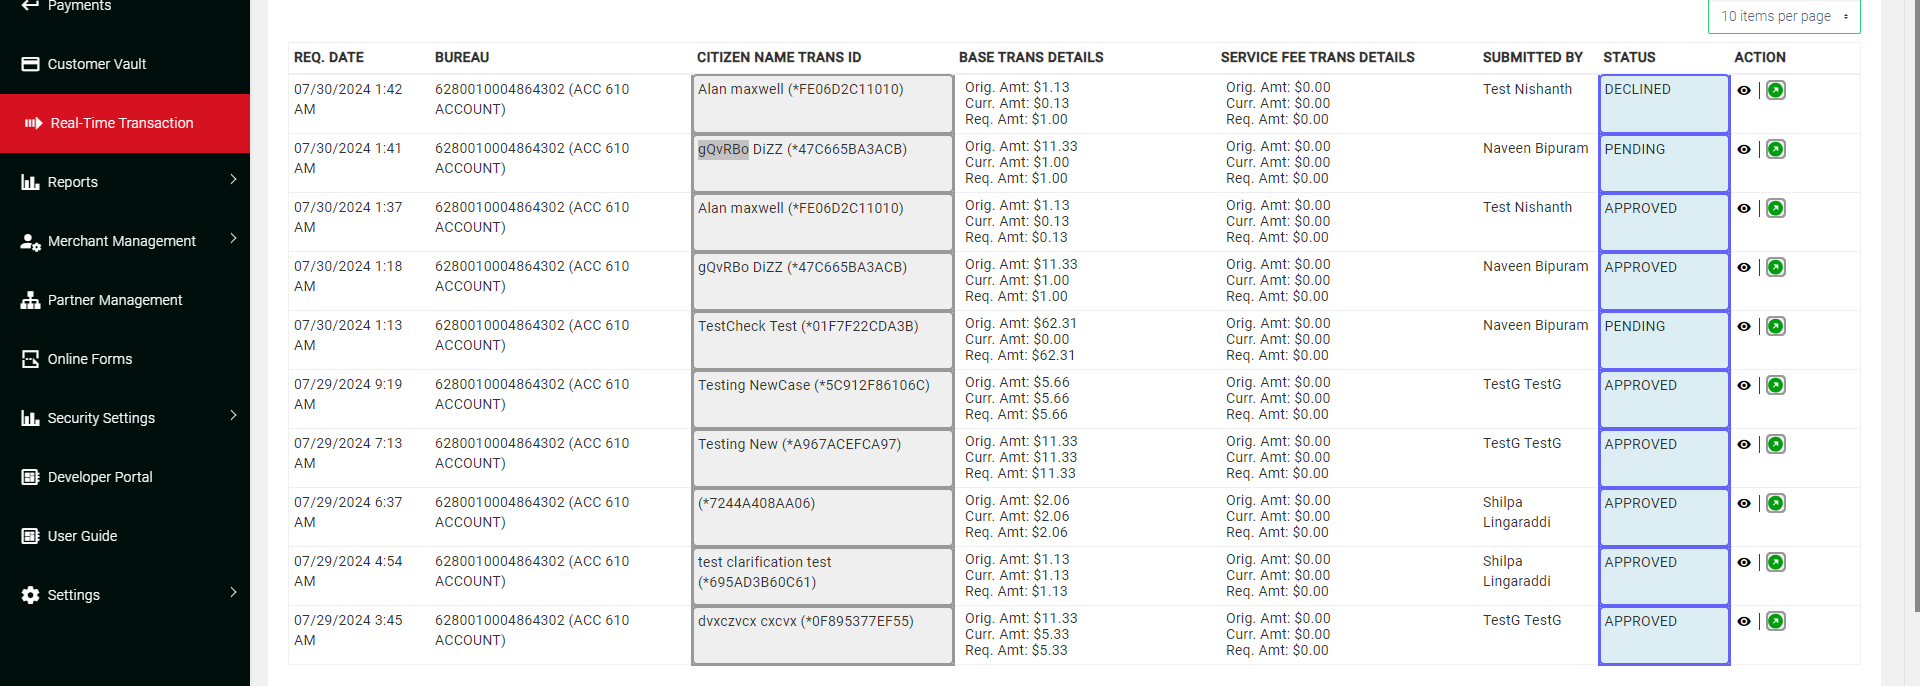 Payments
Customer Vault
Real-Time Transaction
Reports
Merchant Management
Partner Management
Online Forms
Security Settings
Developer Portal
User Guide
Settings
10 items per page
REQ. DATE BUREAU CITIZEN NAME TRANS ID BASE TRANS DETAILS SERVICE FEE TRANS DETAILS SUBMITTED BY STATUS ACTION
07/30/2024 1:42 6280010004864302 (ACC 610 Alan maxwell (*FE06D2C11010) Orig. Amt: $1.13 Orig. Amt: $0.00 Test Nishanth DECLINED
AM ACCOUNT) Curr. Amt: $0.13 Curr. Amt: $0.00
Req. Amt: $1.00 Req. Amt: $0.00
07/30/2024 1:41 6280010004864302 (ACC 610 gQvRBo DiZZ (*47C665BA3ACB) Orig. Amt: $11.33 Orig. Amt: $0.00 Naveen Bipuram PENDING
AM ACCOUNT) Curr. Amt: $1.00 Curr. Amt: $0.00
Req. Amt: $1.00 Req. Amt: $0.00
07/30/2024 1:37 6280010004864302 (ACC 610 Alan maxwell (*FE06D2C11010) Orig. Amt: $1.13 Orig. Amt: $0.00 Test Nishanth APPROVED
AM ACCOUNT) Curr. Amt: $0.13 Curr. Amt: $0.00
Req. Amt: $0.13 Req. Amt: $0.00
07/30/2024 1:18 6280010004864302 (ACC 610 gQvRBo DiZZ (*47C665BA3ACB) Orig. Amt: $11.33 Orig. Amt: $0.00 Naveen Bipuram APPROVED
AM ACCOUNT) Curr. Amt: $1.00 Curr. Amt: $0.00
Req. Amt: $1.00 Req. Amt: $0.00
07/30/2024 1:13 6280010004864302 (ACC 610 TestCheck Test (*01F7F22CDA3B) Orig. Amt: $62.31 Orig. Amt: $0.00 Naveen Bipuram PENDING
AM ACCOUNT) Curr. Amt: $0.00 Curr. Amt: $0.00
Req. Amt: $62.31 Req. Amt: $0.00
07/29/2024 9:19 6280010004864302 (ACC 610 Testing NewCase (*5C912F86106C) Orig. Amt: $5.66 Orig. Amt: $0.00 TestG TestG APPROVED
AM ACCOUNT) Curr. Amt: $5.66 Curr. Amt: $0.00
Req. Amt: $5.66 Req. Amt: $0.00
07/29/2024 7:13 6280010004864302 (ACC 610 Testing New (*A967ACEFCA97) Orig. Amt: $11.33 Orig. Amt: $0.00 TestG TestG APPROVED
AM ACCOUNT) Curr. Amt: $11.33 Curr. Amt: $0.00
Req. Amt: $11.33 Req. Amt: $0.00
07/29/2024 6:37 6280010004864302 (ACC 610 (*7244A408AA06) Orig. Amt: $2.06 Orig. Amt: $0.00 Shilpa APPROVED
AM ACCOUNT) Curr. Amt: $2.06 Curr. Amt: $0.00 Lingaraddi
Req. Amt: $2.06 Req. Amt: $0.00
07/29/2024 4:54 6280010004864302 (ACC 610 test clarification test Orig. Amt: $1.13 Orig. Amt: $0.00 Shilpa APPROVED
AM ACCOUNT) (*695AD3B60C61) Curr. Amt: $1.13 Curr. Amt: $0.00 Lingaraddi
Req. Amt: $1.13 Req. Amt: $0.00
07/29/2024 3:45 6280010004864302 (ACC 610 dvxczvcx cxcvx (*0F895377EF55) Orig. Amt: $11.33 Orig. Amt: $0.00 TestG TestG APPROVED
AM ACCOUNT) Curr. Amt: $5.33 Curr. Amt: $0.00
Req. Amt: $5.33 Req. Amt: $0.00